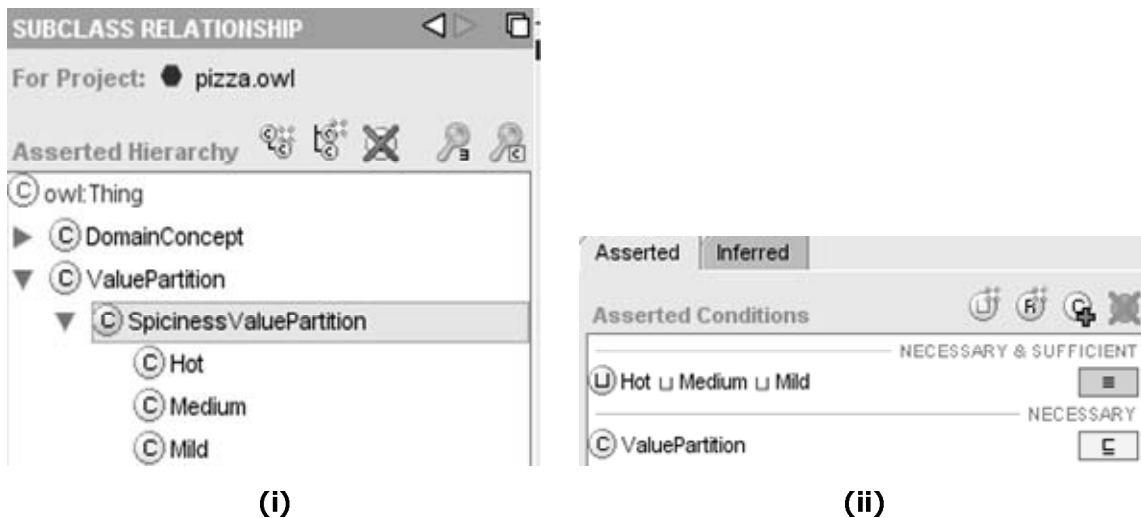 SUBCLASS RELATIONSHIP
For Project: pizza.owl
Asserted Hierarchy
C owl:Thing
C DomainConcept
C ValuePartition
C SpicinessValuePartition
C Hot
C Medium
C Mild
(i)
Asserted Inferred
Asserted Conditions
NECESSARY & SUFFICIENT
⊔ Hot ⊔ Medium ⊔ Mild ≡
NECESSARY
C ValuePartition ⊑
(ii)